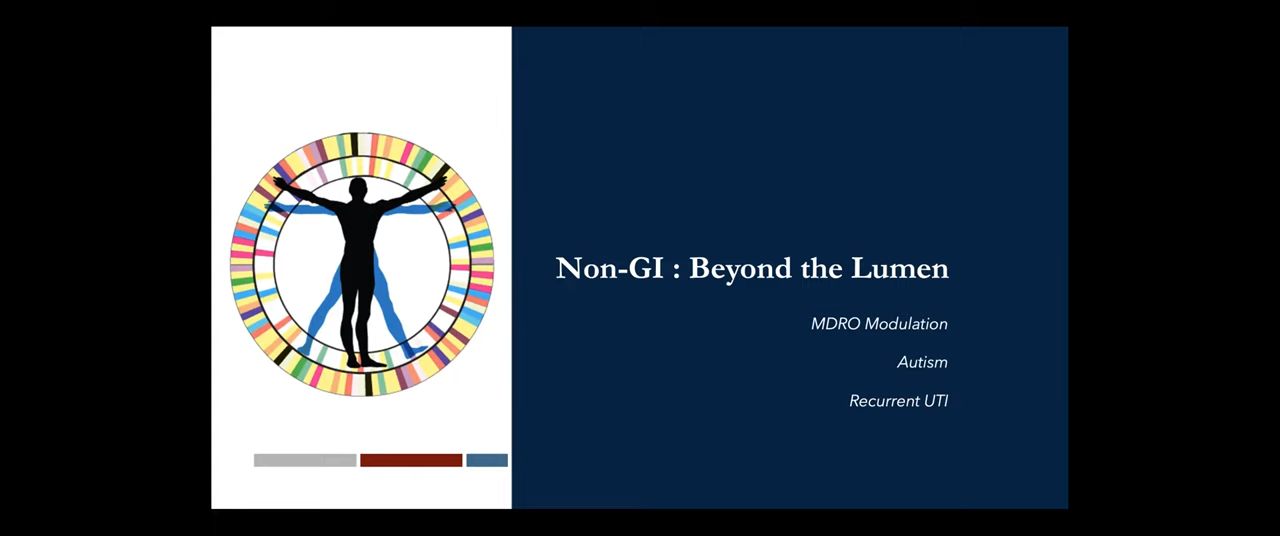 Non-GI : Beyond the Lumen
MDRO Modulation
Autism
Recurrent UTI